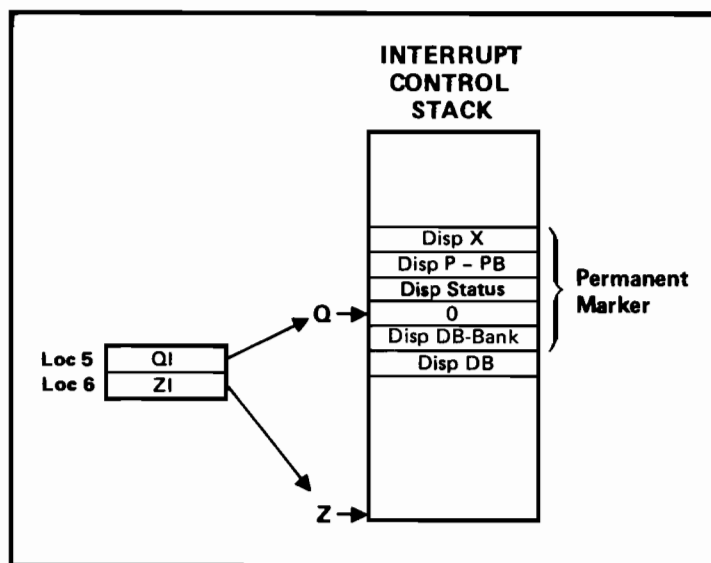 INTERRUPT
CONTROL
STACK
Disp X
Disp P – PB
Disp Status
0
Disp DB-Bank
Disp DB
Permanent
Marker
Q
Loc 5 QI
Loc 6 ZI
Z